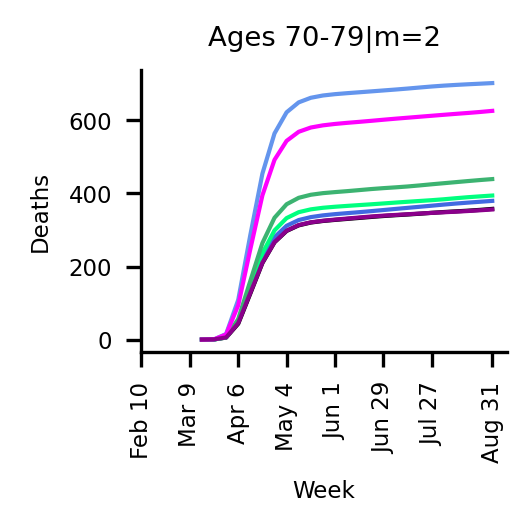 Ages 70-79|m=2
Deaths
600
400
200
0
Feb 10
Mar 9
Apr 6
May 4
Jun 1
Jun 29
Jul 27
Aug 31
Week